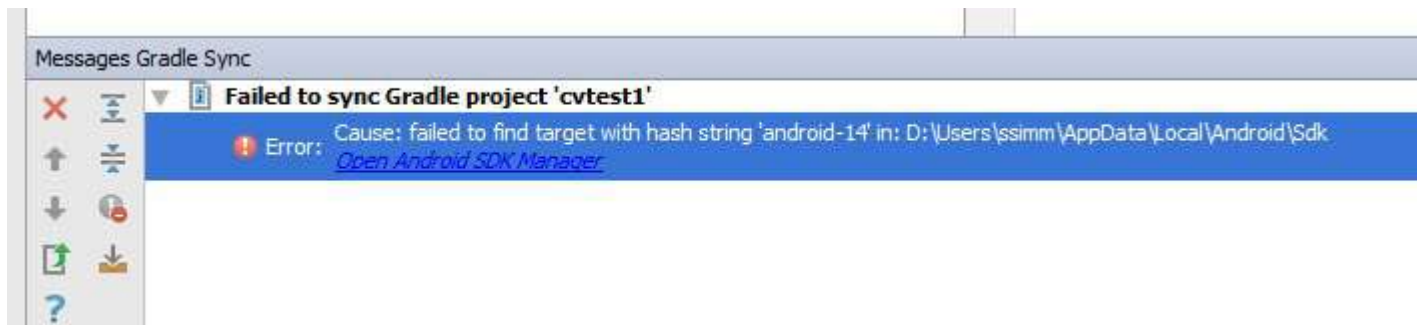 Messages Gradle Sync
Failed to sync Gradle project 'cvtest1'
Error: Cause: failed to find target with hash string 'android-14' in: D:\Users\ssimm\AppData\Local\Android\Sdk
Open Android SDK Manager